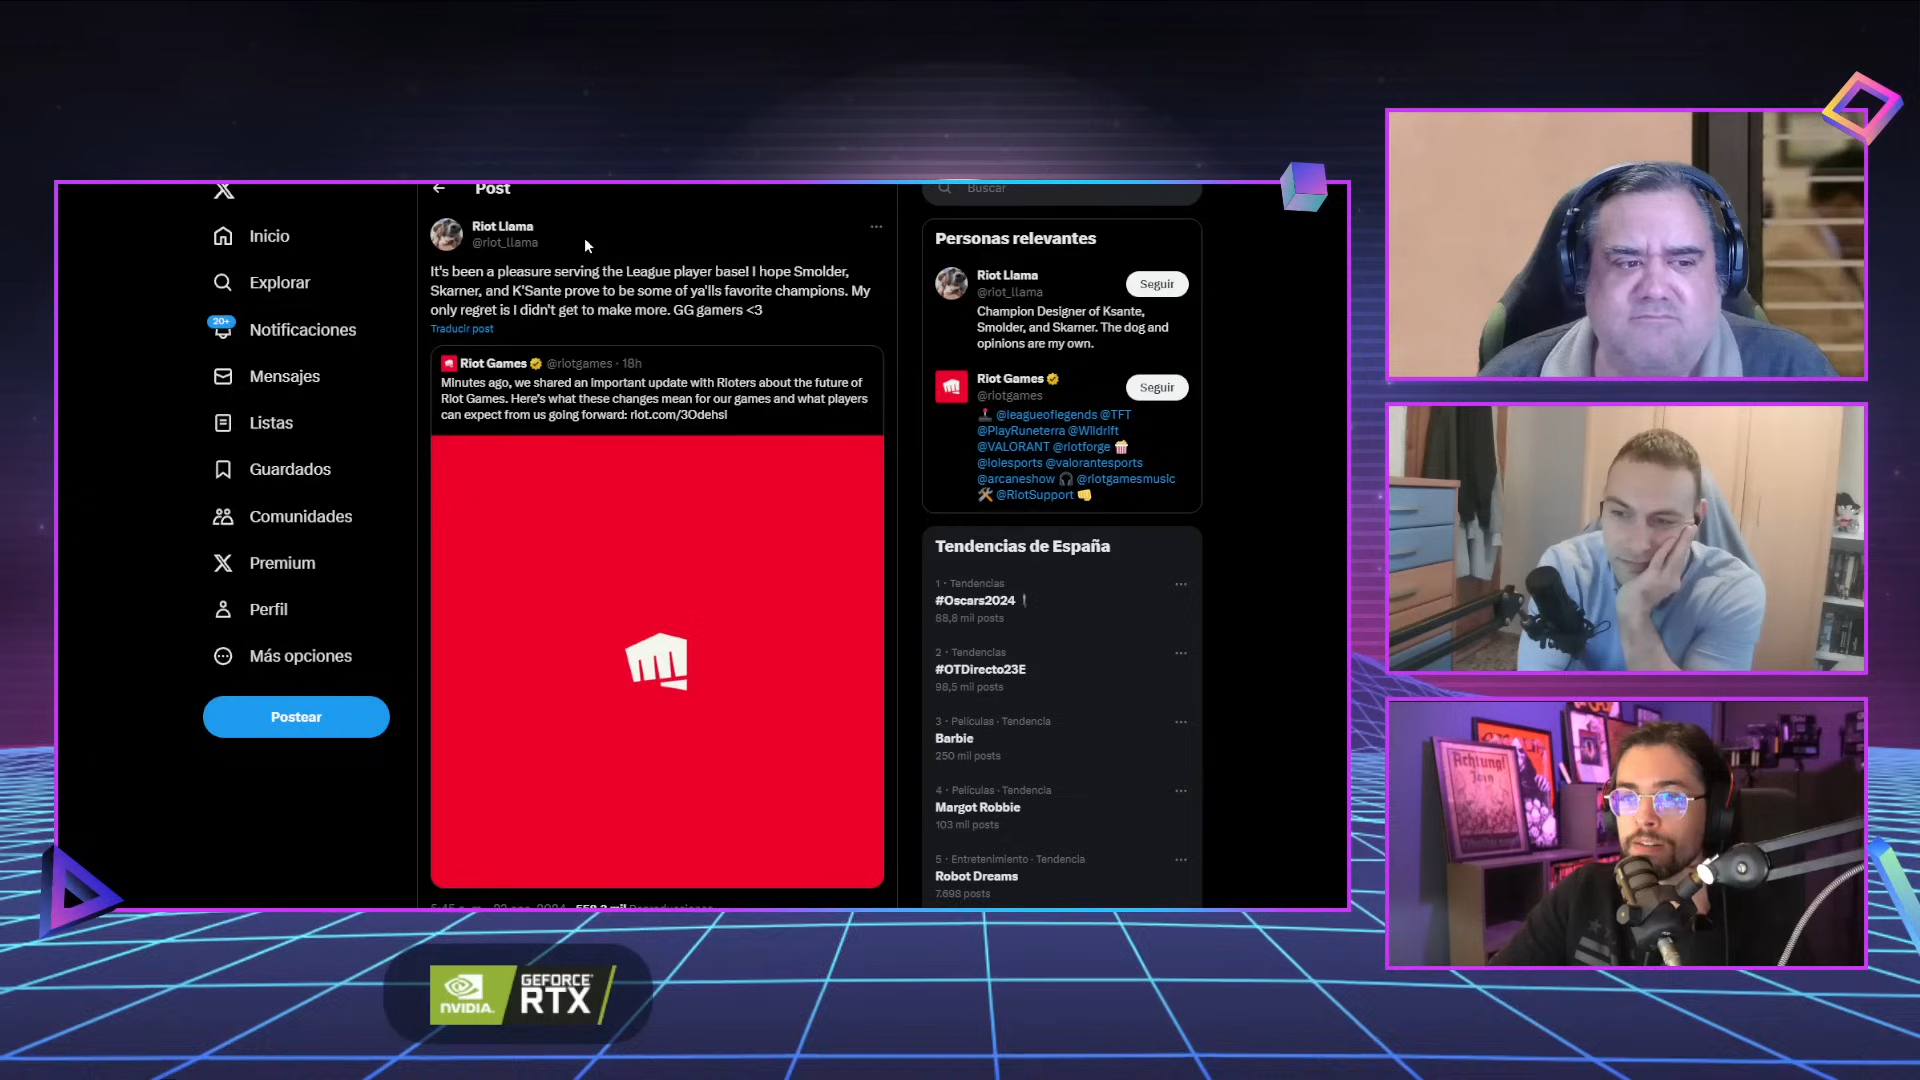 Inicio
Explorar
20+
Notificaciones
Mensajes
Listas
Guardados
Comunidades
Premium
Perfil
Más opciones
Postear
Post
Riot Llama
@riot_llama
It's been a pleasure serving the League player base! I hope Smolder,
Skarner, and K'Sante prove to be some of ya'lls favorite champions. My
only regret is I didn't get to make more. GG gamers <3
Traducir post
Riot Games @riotgames · 18h
Minutes ago, we shared an important update with Rioters about the future of
Riot Games. Here's what these changes mean for our games and what players
can expect from us going forward: riot.com/3Odehsl
Buscar
Personas relevantes
Riot Llama
@riot_llama
Seguir
Champion Designer of Ksante,
Smolder, and Skarner. The dog and
opinions are my own.
Riot Games
@riotgames
Seguir
@leagueoflegends @TFT
@PlayRuneterra @Wildrift
@VALORANT @riotforge
@lolesports @valorantesports
@arcaneshow @riotgamesmusic
@RiotSupport
Tendencias de España
1 · Tendencias
#Oscars2024
68,8 mil posts
2 · Tendencias
#OTDirecto23E
98,5 mil posts
3 · Películas · Tendencia
Barbie
250 mil posts
4 · Películas · Tendencia
Margot Robbie
103 mil posts
5 · Entretenimiento · Tendencia
Robot Dreams
7.698 posts
Achtung!
Join
NVIDIA.
GEFORCE
RTX